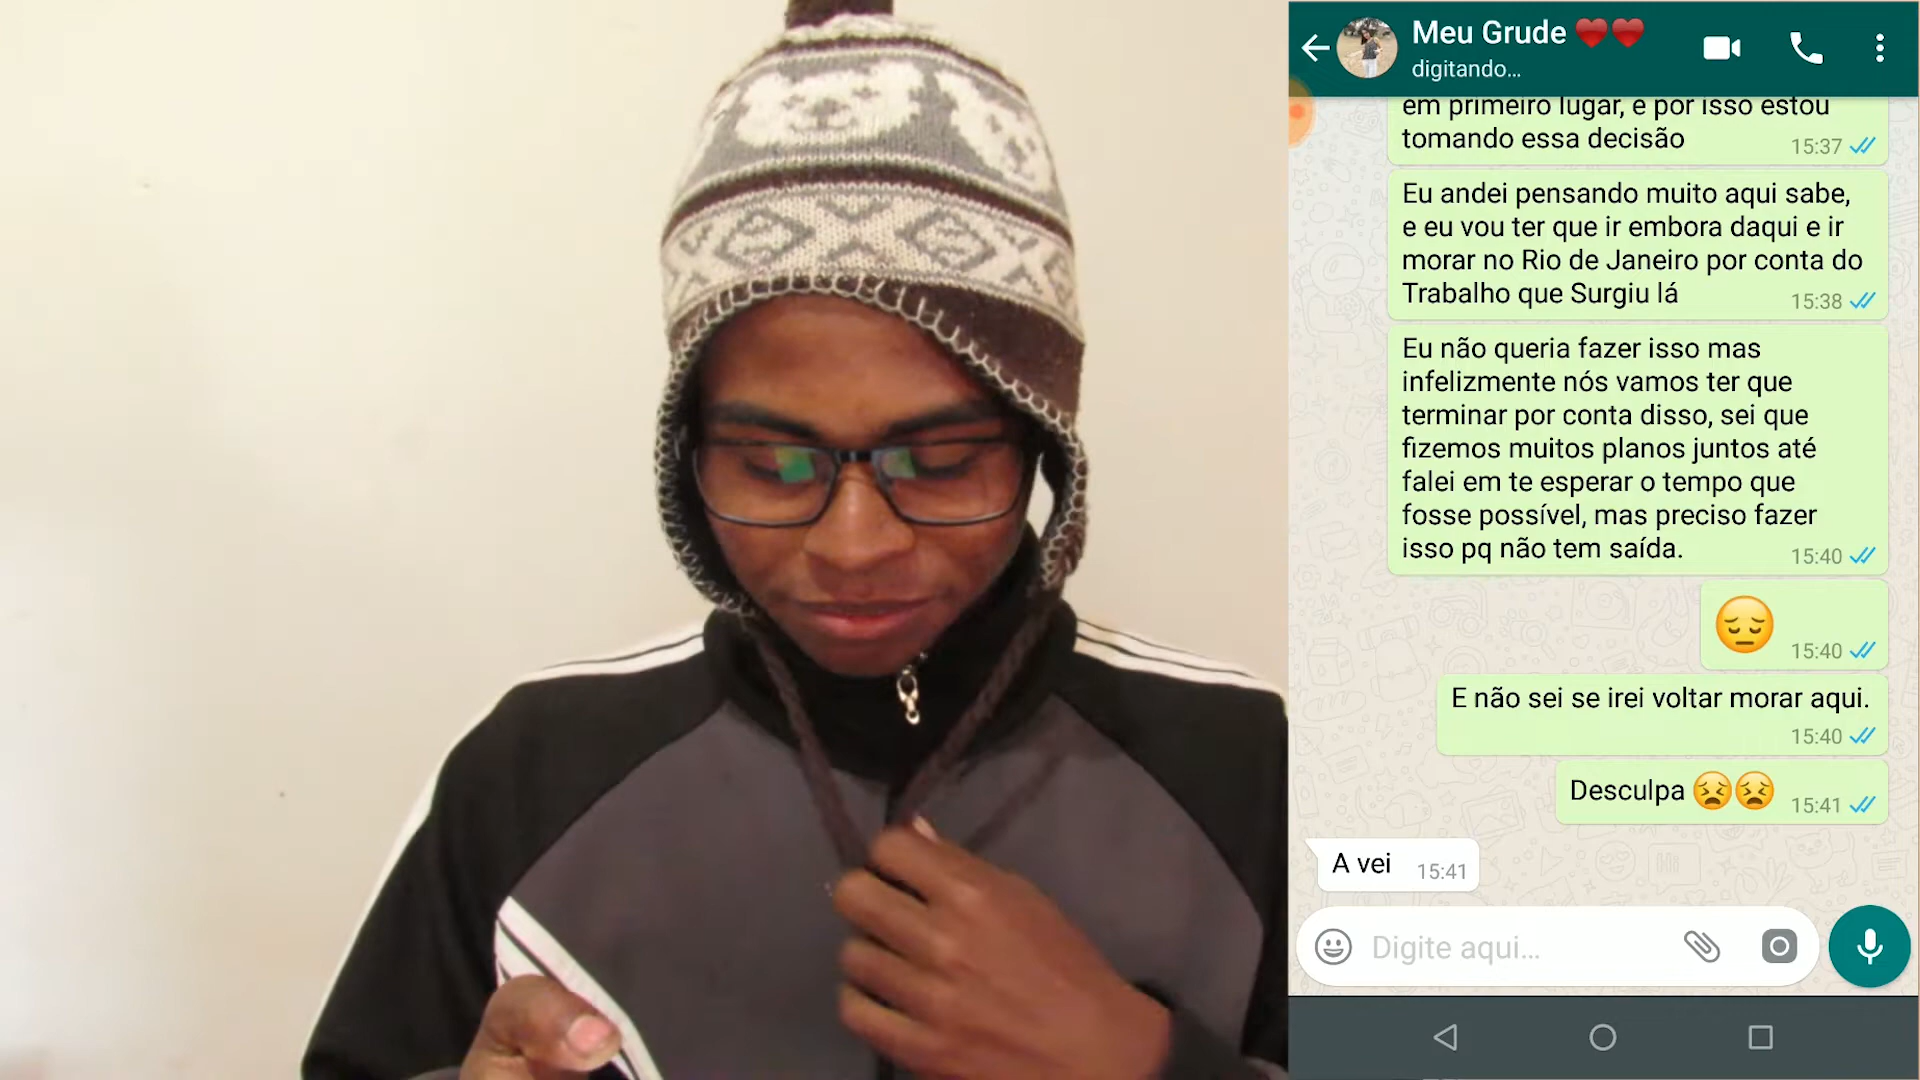 Meu Grude ❤️❤️
digitando...
em primeiro lugar, e por isso estou
tomando essa decisão
15:37
Eu andei pensando muito aqui sabe,
e eu vou ter que ir embora daqui e ir
morar no Rio de Janeiro por conta do
Trabalho que Surgiu lá
15:38
Eu não queria fazer isso mas
infelizmente nós vamos ter que
terminar por conta disso, sei que
fizemos muitos planos juntos até
falei em te esperar o tempo que
fosse possível, mas preciso fazer
isso pq não tem saída.
15:40
😔 15:40
E não sei se irei voltar morar aqui.
15:40
Desculpa 😣😣 15:41
A vei 15:41
Digite aqui...